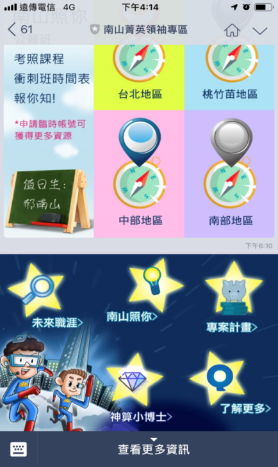 遠傳電信 4G
下午4:14
61
南山菁英領袖專區
考照課程
衝刺班時間表
報你知!
*申請臨時帳號可
獲得更多資源
值日生:
郁南山
台北地區
桃竹苗地區
中部地區
南部地區
下午6:10
未來職涯>
南山照你>
專案計畫>
神算小博士>
了解更多>
查看更多資訊